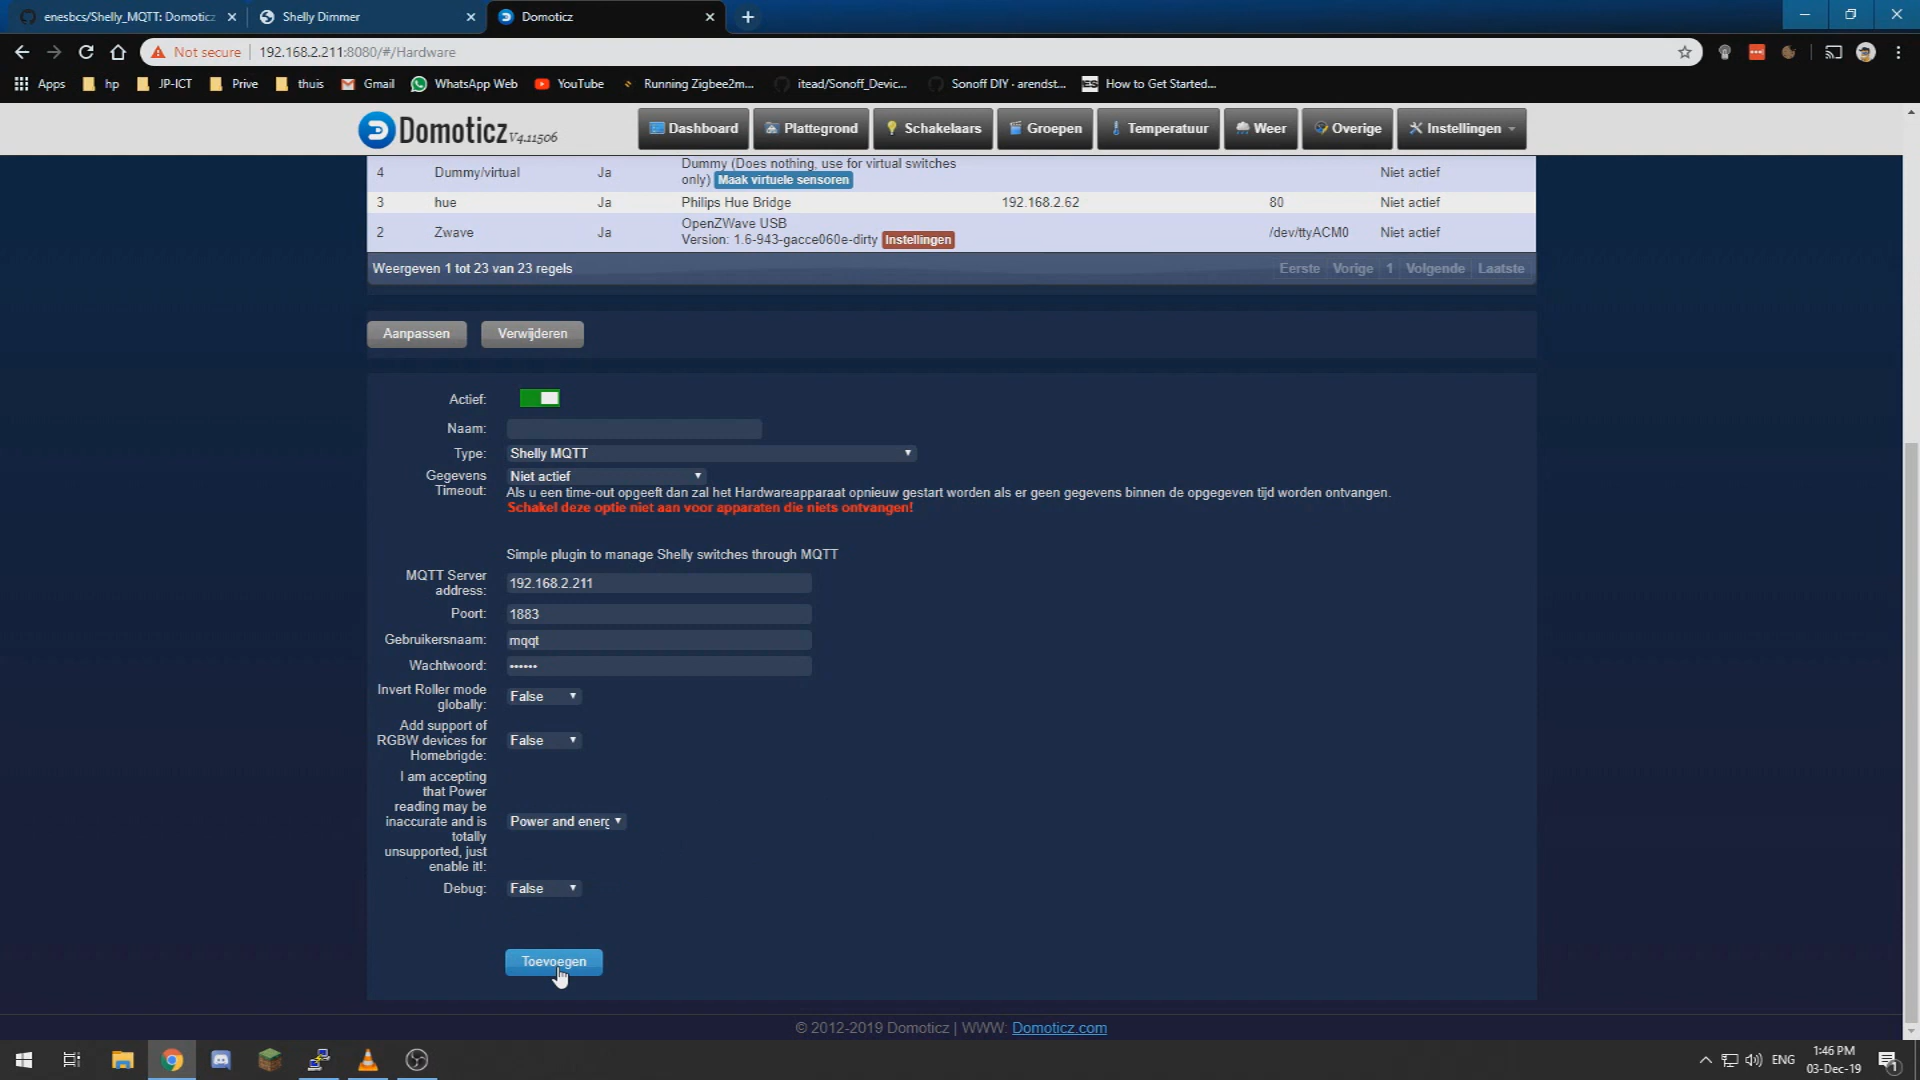 enesbcs/Shelly_MQTT: Domoticz
Shelly Dimmer
Domoticz
Not secure
192.168.2.211:8080/#/Hardware
Apps
hp
JP-ICT
Prive
thuis
Gmail
WhatsApp Web
YouTube
Running Zigbee2m...
itead/Sonoff_Devic...
Sonoff DIY · arendst...
How to Get Started...
Domoticz V4.11506
Dashboard
Plattegrond
Schakelaars
Groepen
Temperatuur
Weer
Overige
Instellingen
4 Dummy/virtual Ja Dummy (Does nothing, use for virtual switches Niet actief
only) Maak virtuele sensoren
3 hue Ja Philips Hue Bridge 192.168.2.62 80 Niet actief
2 Zwave Ja OpenZWave USB /dev/ttyACM0 Niet actief
Version: 1.6-943-gacce060e-dirty Instellingen
Weergeven 1 tot 23 van 23 regels
Eerste Vorige 1 Volgende Laatste
Aanpassen
Verwijderen
Actief:
Naam:
Type: Shelly MQTT
Gegevens Niet actief
Timeout: Als u een time-out opgeeft dan zal het Hardwareapparaat opnieuw gestart worden als er geen gegevens binnen de opgegeven tijd worden ontvangen.
Schakel deze optie niet aan voor apparaten die niets ontvangen!
Simple plugin to manage Shelly switches through MQTT
MQTT Server
address: 192.168.2.211
Poort: 1883
Gebruikersnaam: mqqt
Wachtwoord: ••••••
Invert Roller mode
globally: False
Add support of
RGBW devices for False
Homebrigde:
I am accepting
that Power
reading may be
inaccurate and is Power and energ
totally
unsupported, just
enable it!:
Debug: False
Toevoegen
© 2012-2019 Domoticz | WWW: Domoticz.com
ENG
1:46 PM
03-Dec-19
1